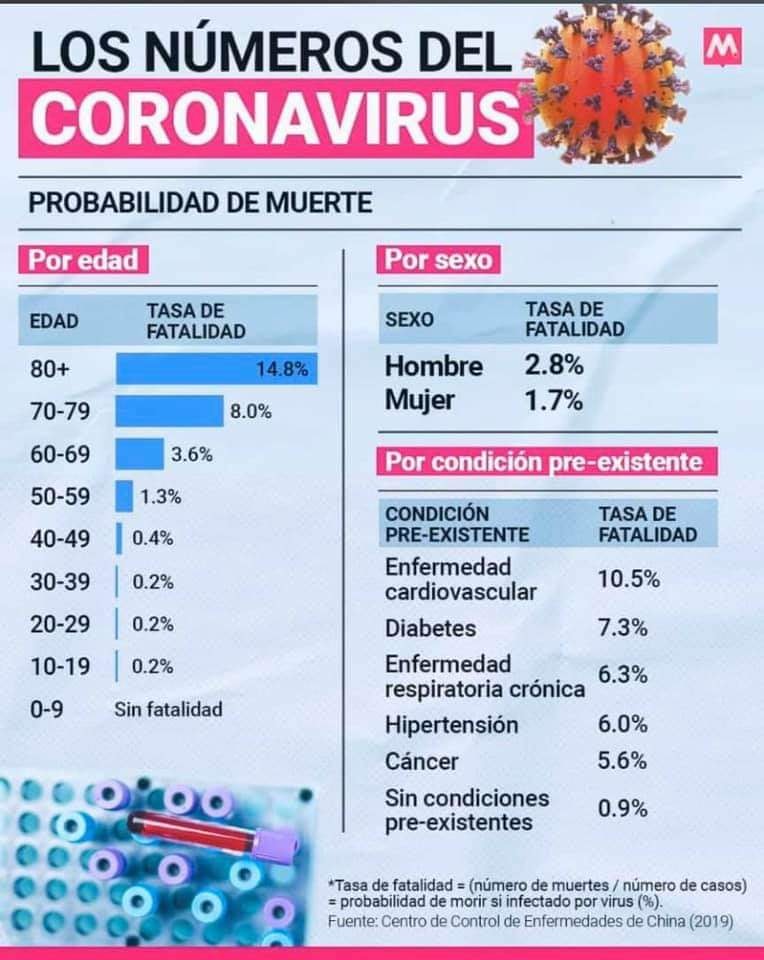 LOS NÚMEROS DEL
CORONAVIRUS
M
PROBABILIDAD DE MUERTE
Por edad
EDAD
TASA DE
FATALIDAD
80+ 14.8%
70-79 8.0%
60-69 3.6%
50-59 1.3%
40-49 0.4%
30-39 0.2%
20-29 0.2%
10-19 0.2%
0-9 Sin fatalidad
Por sexo
SEXO
TASA DE
FATALIDAD
Hombre 2.8%
Mujer 1.7%
Por condición pre-existente
CONDICIÓN
PRE-EXISTENTE
TASA DE
FATALIDAD
Enfermedad
cardiovascular 10.5%
Diabetes 7.3%
Enfermedad
respiratoria crónica 6.3%
Hipertensión 6.0%
Cáncer 5.6%
Sin condiciones
pre-existentes 0.9%
*Tasa de fatalidad = (número de muertes / número de casos)
= probabilidad de morir si infectado por virus (%).
Fuente: Centro de Control de Enfermedades de China (2019)